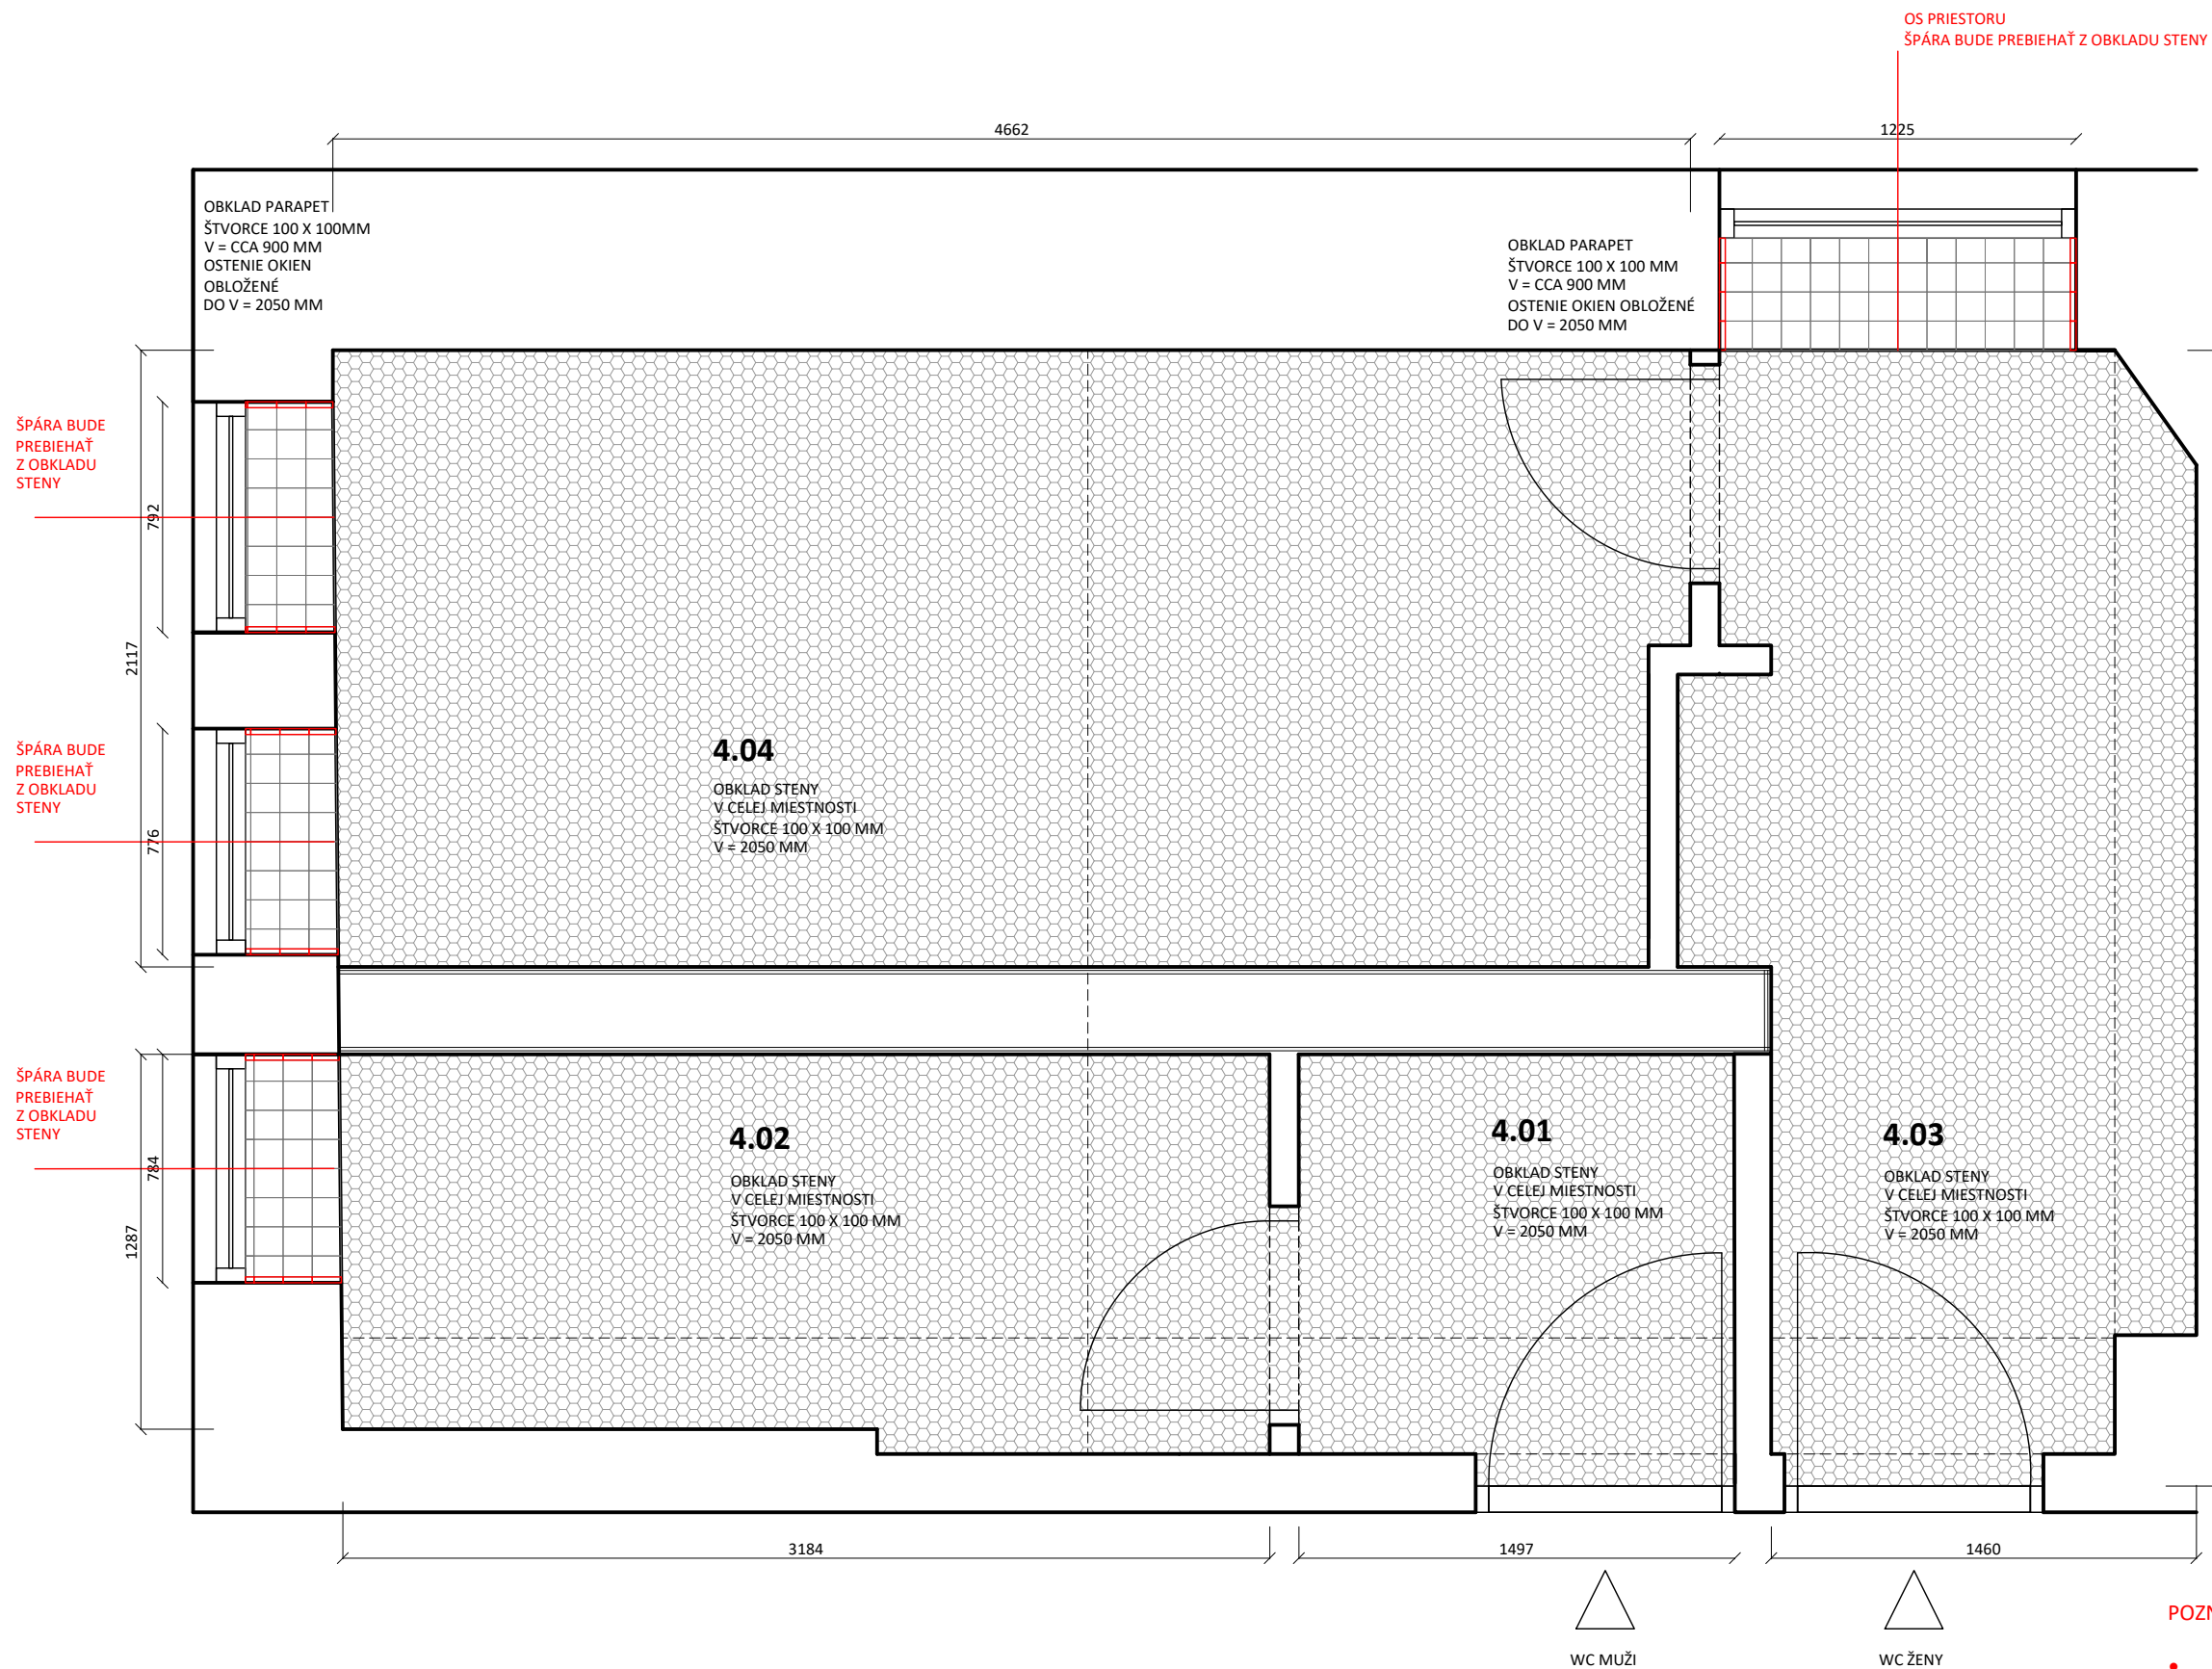 OS PRIESTORU
ŠPÁRA BUDE PREBIEHAŤ Z OBKLADU STENY
4662
1225
OBKLAD PARAPET
ŠTVORCE 100 X 100MM
V = CCA 900 MM
OSTENIE OKIEN
OBLOŽENÉ
DO V = 2050 MM
OBKLAD PARAPET
ŠTVORCE 100 X 100 MM
V = CCA 900 MM
OSTENIE OKIEN OBLOŽENÉ
DO V = 2050 MM
ŠPÁRA BUDE
PREBIEHAŤ
Z OBKLADU
STENY
792
2117
ŠPÁRA BUDE
PREBIEHAŤ
Z OBKLADU
STENY
776
4.04
OBKLAD STENY
V CELEJ MIESTNOSTI
ŠTVORCE 100 X 100 MM
V = 2050 MM
ŠPÁRA BUDE
PREBIEHAŤ
Z OBKLADU
STENY
784
1287
4.02
OBKLAD STENY
V CELEJ MIESTNOSTI
ŠTVORCE 100 X 100 MM
V = 2050 MM
4.01
OBKLAD STENY
V CELEJ MIESTNOSTI
ŠTVORCE 100 X 100 MM
V = 2050 MM
4.03
OBKLAD STENY
V CELEJ MIESTNOSTI
ŠTVORCE 100 X 100 MM
V = 2050 MM
3184
1497
1460
WC MUŽI
WC ŽENY